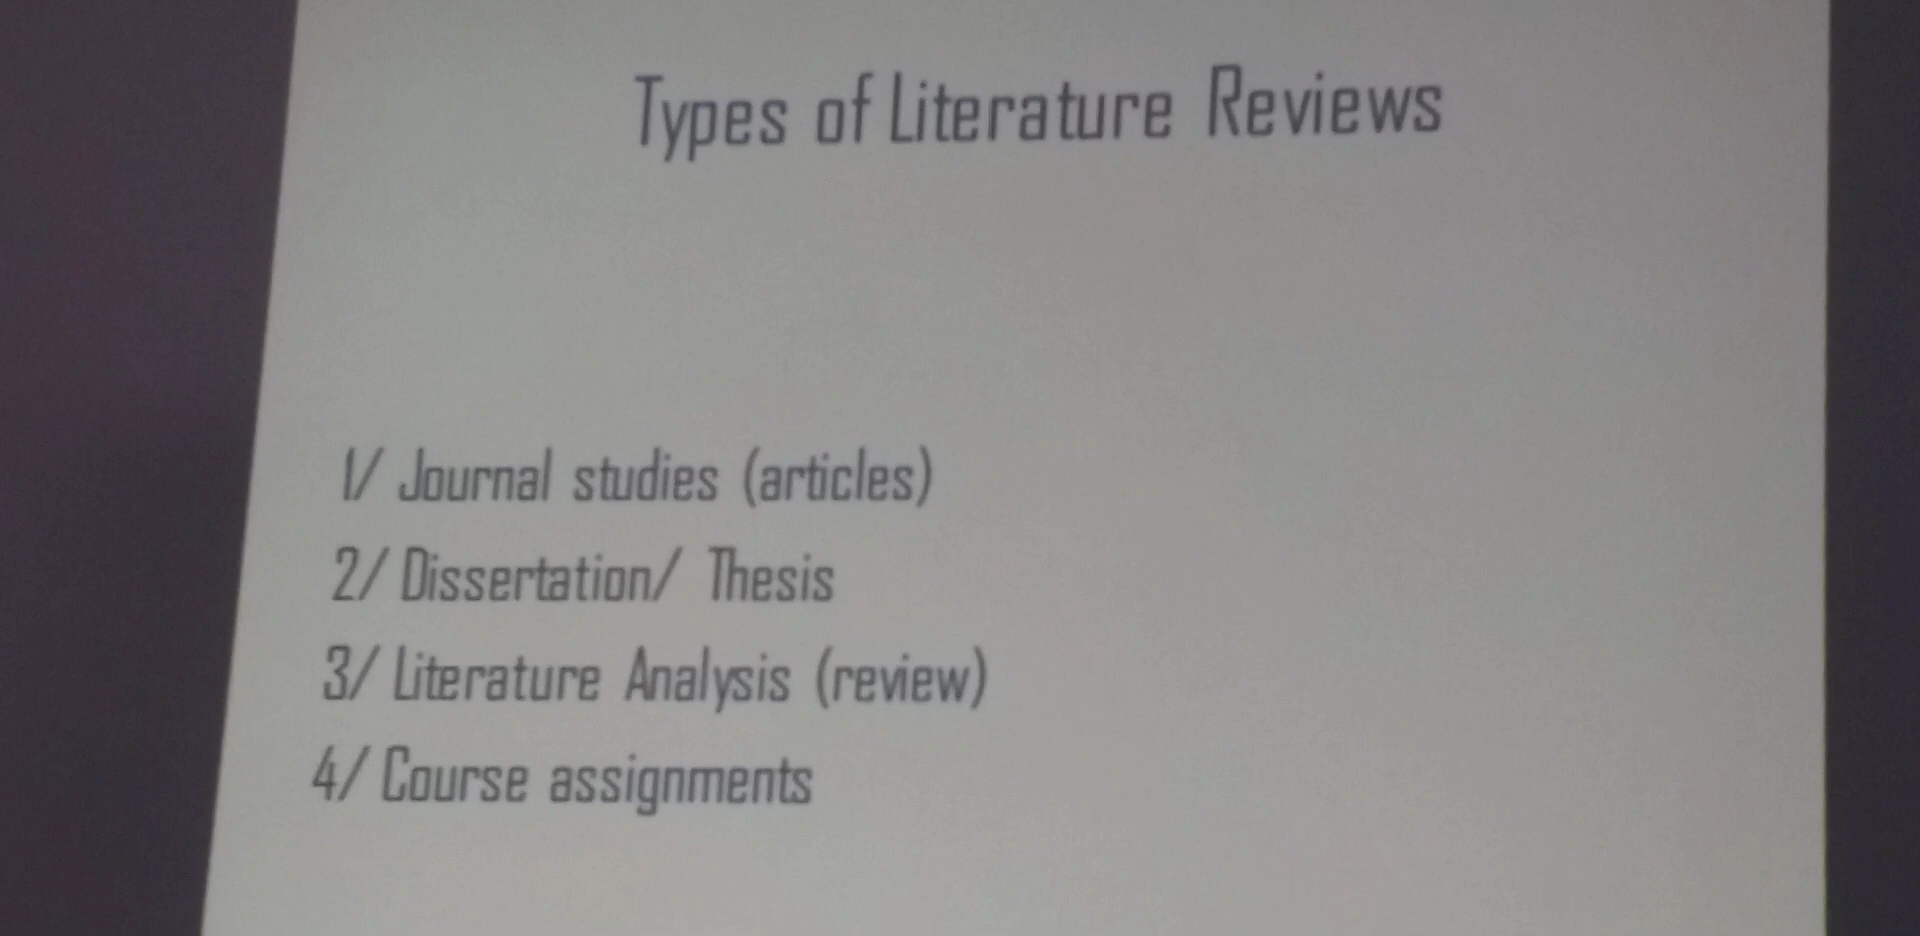 Types of Literature Reviews
1/ Journal studies (articles)
2/ Dissertation/ Thesis
3/ Literature Analysis (review)
4/ Course assignments